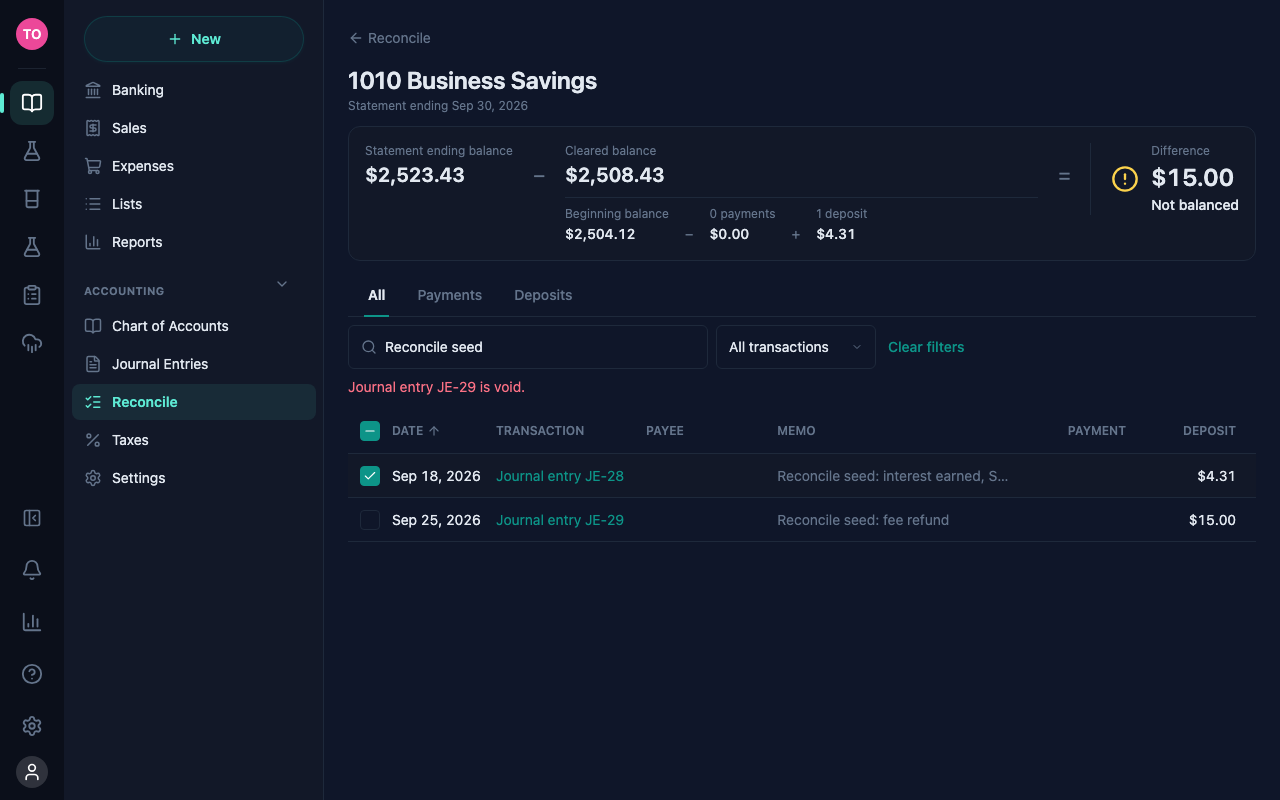 TO
+ New
Banking
Sales
Expenses
Lists
Reports
ACCOUNTING
Chart of Accounts
Journal Entries
Reconcile
Taxes
Settings
← Reconcile
1010 Business Savings
Statement ending Sep 30, 2026
Statement ending balance
$2,523.43
–
Cleared balance
$2,508.43
Beginning balance
$2,504.12
–
0 payments
$0.00
+
1 deposit
$4.31
=
Difference
$15.00
Not balanced
All Payments Deposits
Reconcile seed All transactions Clear filters
Journal entry JE-29 is void.
DATE ↑ TRANSACTION PAYEE MEMO PAYMENT DEPOSIT
Sep 18, 2026 Journal entry JE-28 Reconcile seed: interest earned, S... $4.31
Sep 25, 2026 Journal entry JE-29 Reconcile seed: fee refund $15.00